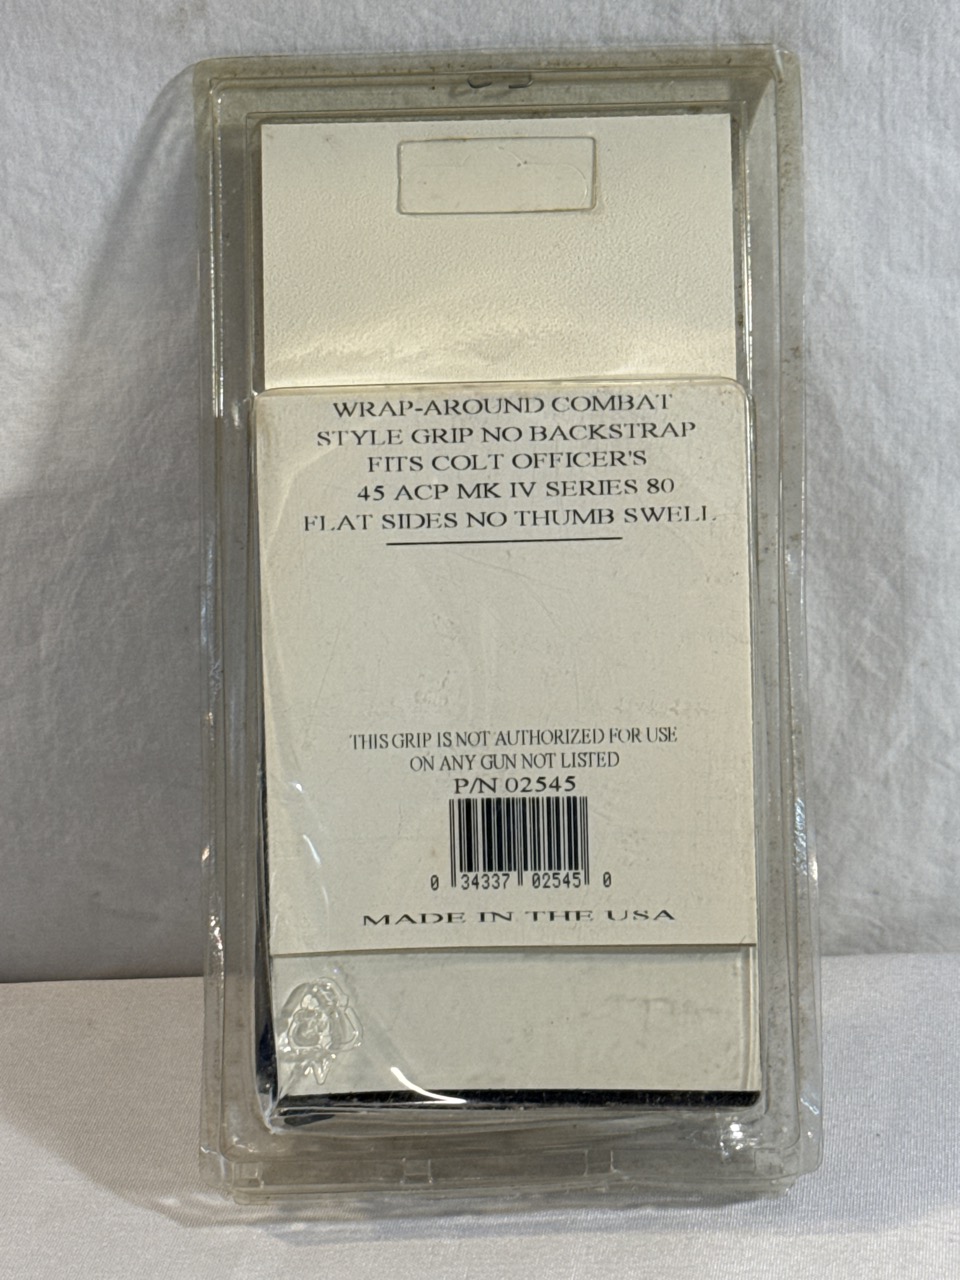 WRAP-AROUND COMBAT
STYLE GRIP NO BACKSTRAP
FITS COLT OFFICER'S
45 ACP MK IV SERIES 80
FLAT SIDES NO THUMB SWELL
THIS GRIP IS NOT AUTHORIZED FOR USE
ON ANY GUN NOT LISTED
P/N 02545
0 34337 02545 0
MADE IN THE USA